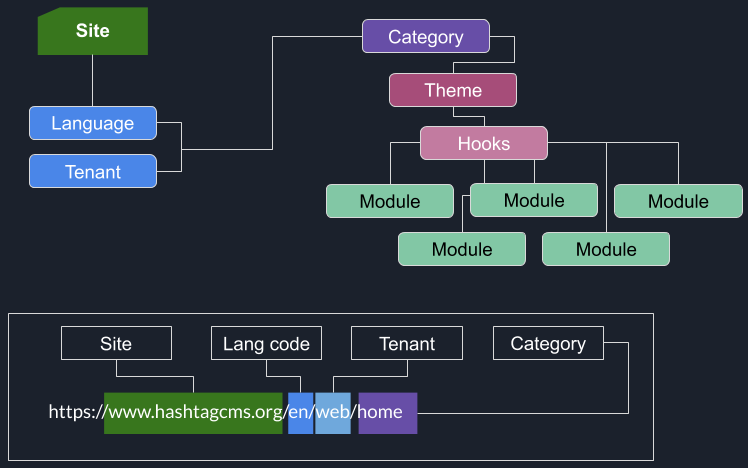 Site
Category
Theme
Language
Hooks
Tenant
Module
Module
Module
Module
Module
Site
Lang code
Tenant
Category
https://www.hashtagcms.org/en/web/home